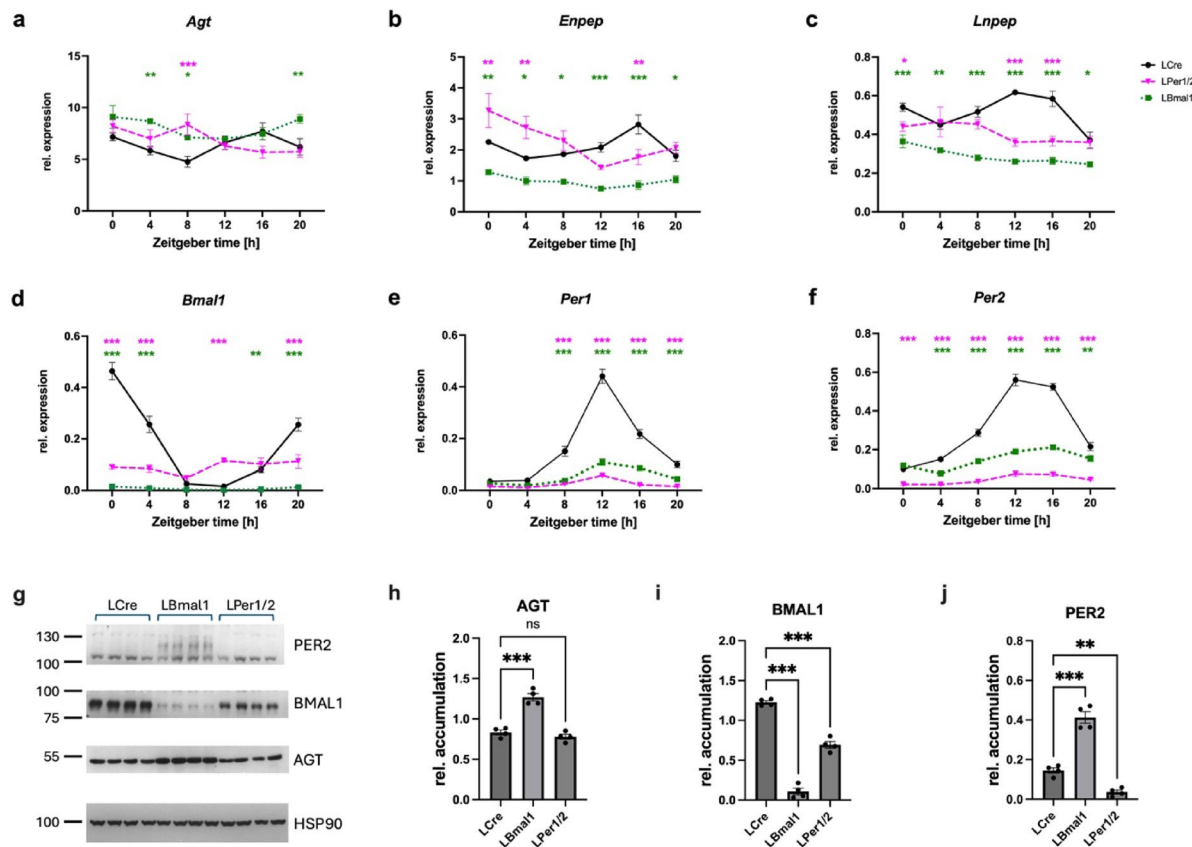 a
Agt
rel. expression
15
10
5
0
*** 
** * **
0 4 8 12 16 20
Zeitgeber time [h]
b
Enpep
rel. expression
5
4
3
2
1
0
** ** **
** * * *** *** *
0 4 8 12 16 20
Zeitgeber time [h]
c
Lnpep
rel. expression
0.8
0.6
0.4
0.2
0.0
* *** ***
*** ** *** *** *** *
0 4 8 12 16 20
Zeitgeber time [h]
LCre
LPer1/2
LBmal1
d
Bmal1
rel. expression
0.6
0.4
0.2
0.0
*** *** *** ***
*** *** ** ***
0 4 8 12 16 20
Zeitgeber time [h]
e
Per1
rel. expression
0.6
0.4
0.2
0.0
*** *** *** ***
*** *** *** ***
0 4 8 12 16 20
Zeitgeber time [h]
f
Per2
rel. expression
0.8
0.6
0.4
0.2
0.0
*** *** *** *** *** ***
*** *** *** *** **
0 4 8 12 16 20
Zeitgeber time [h]
g
LCre LBmal1 LPer1/2
130
100
PER2
100
75
BMAL1
55
AGT
100
HSP90
h
AGT
ns
***
rel. accumulation
2.0
1.5
1.0
0.5
0.0
LCre
LBmal1
LPer1/2
i
BMAL1
***
***
rel. accumulation
2.0
1.5
1.0
0.5
0.0
LCre
LBmal1
LPer1/2
j
PER2
**
***
rel. accumulation
0.8
0.6
0.4
0.2
0.0
LCre
LBmal1
LPer1/2